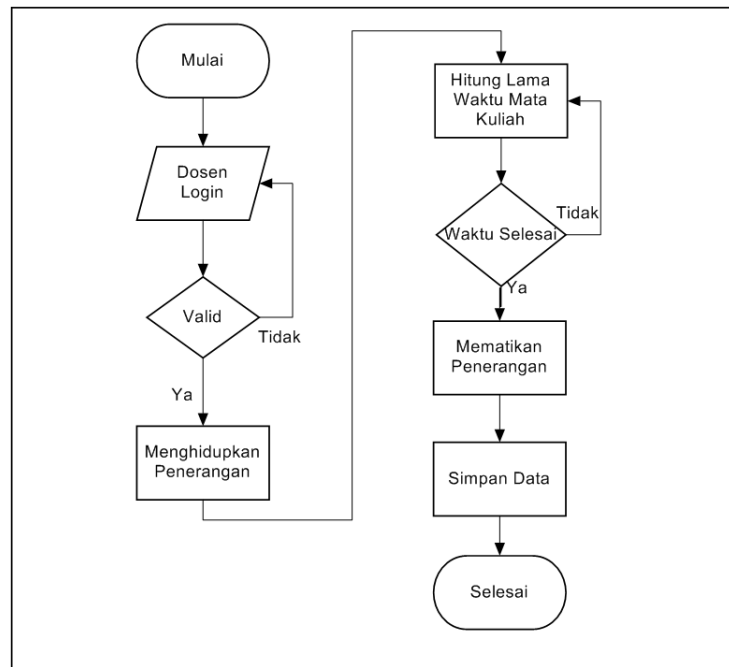 Mulai
Dosen
Login
Valid
Tidak
Ya
Menghidupkan
Penerangan
Hitung Lama
Waktu Mata
Kuliah
Tidak
Waktu Selesai
Ya
Mematikan
Penerangan
Simpan Data
Selesai